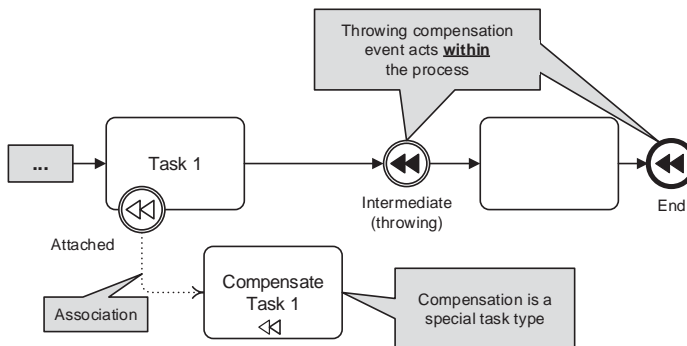 Throwing compensation
event acts within
the process
...
Task 1
Intermediate
(throwing)
End
Attached
Compensate
Task 1
Association
Compensation is a
special task type